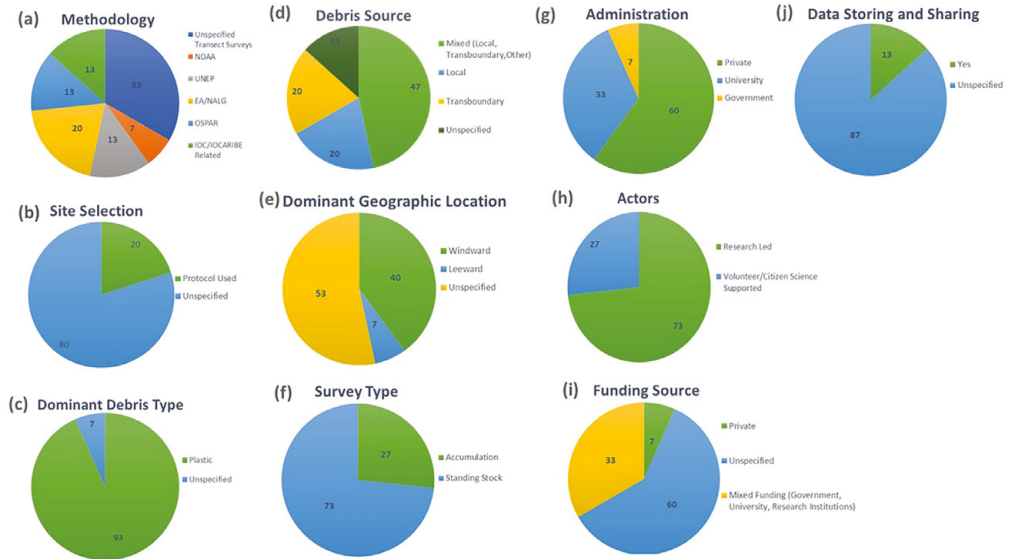 (a)
Methodology
33
7
13
20
13
13
Unspecified
Transect Surveys
NOAA
UNEP
EA/NALG
OSPAR
IOC/IOCARIBE
Related
(b)
Site Selection
20
80
Protocol Used
Unspecified
(c)
Dominant Debris Type
7
93
Plastic
Unspecified
(d)
Debris Source
13
47
20
20
Mixed (Local,
Transboundary,Other)
Local
Transboundary
Unspecified
(e)
Dominant Geographic Location
40
7
53
Windward
Leeward
Unspecified
(f)
Survey Type
27
73
Accumulation
Standing Stock
(g)
Administration
7
33
60
Private
University
Government
(h)
Actors
27
73
Research Led
Volunteer/Citizen Science
Supported
(i)
Funding Source
7
33
60
Private
Unspecified
Mixed Funding (Government,
University, Research Institutions)
(j)
Data Storing and Sharing
13
87
Yes
Unspecified